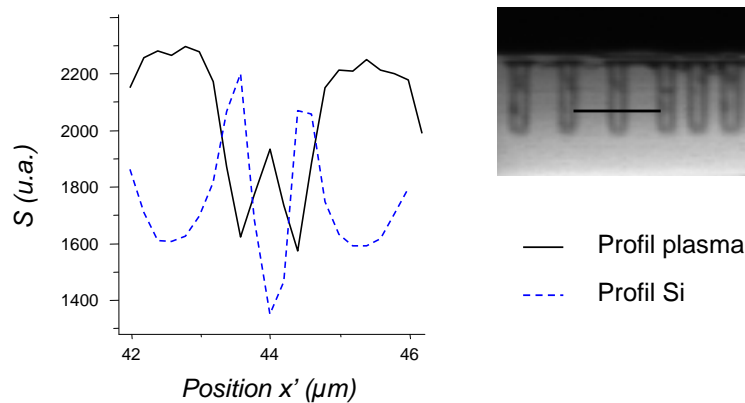 2200
2000
1800
1600
1400
S (u.a.)
42
44
46
Position x' (µm)
Profil plasma
Profil Si